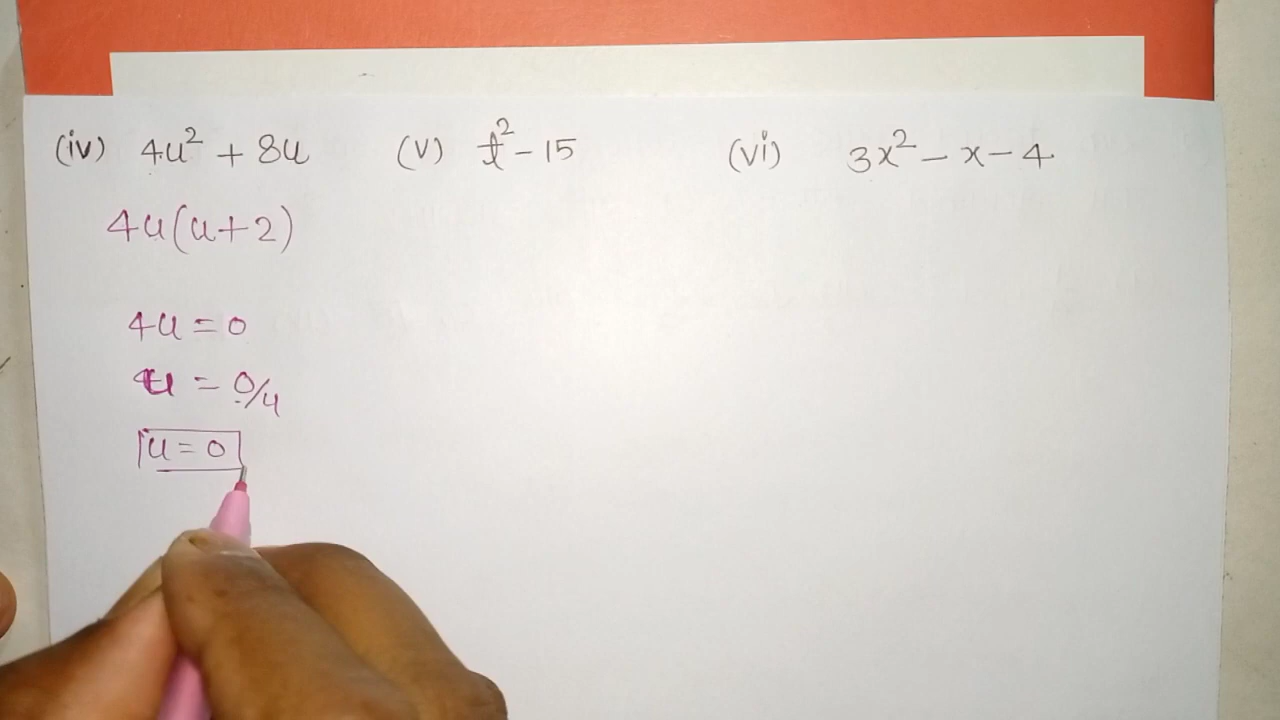 (iv) 4u² + 8u (v) t² - 15 (vi) 3x² - x - 4
4u(u+2)
4u = 0
u = 0/4
u = 0